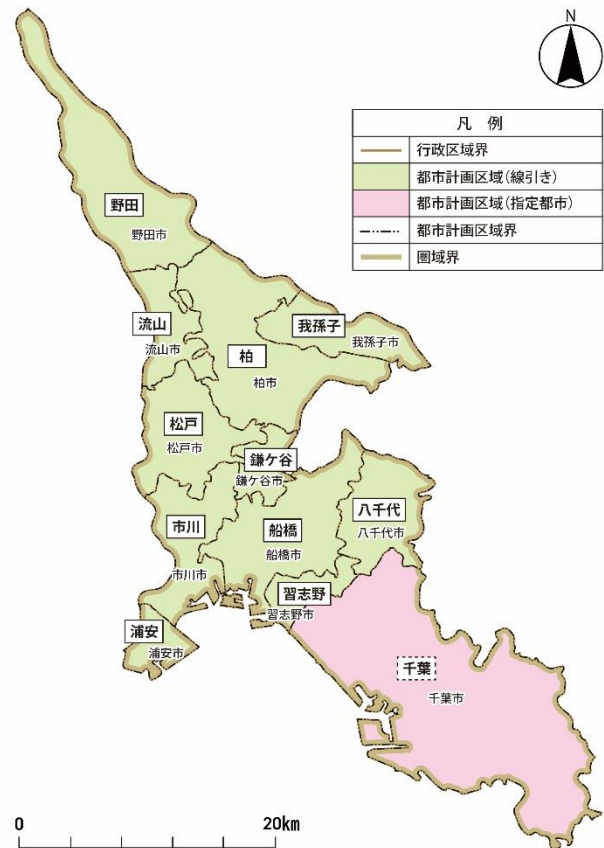 N
凡 例
行政区域界
都市計画区域(線引き)
都市計画区域(指定都市)
都市計画区域界
圏域界
野田
野田市
流山
流山市
我孫子
我孫子市
柏
柏市
松戸
松戸市
鎌ケ谷
鎌ケ谷市
市川
市川市
船橋
船橋市
八千代
八千代市
習志野
習志野市
浦安
浦安市
千葉
千葉市
0 20km